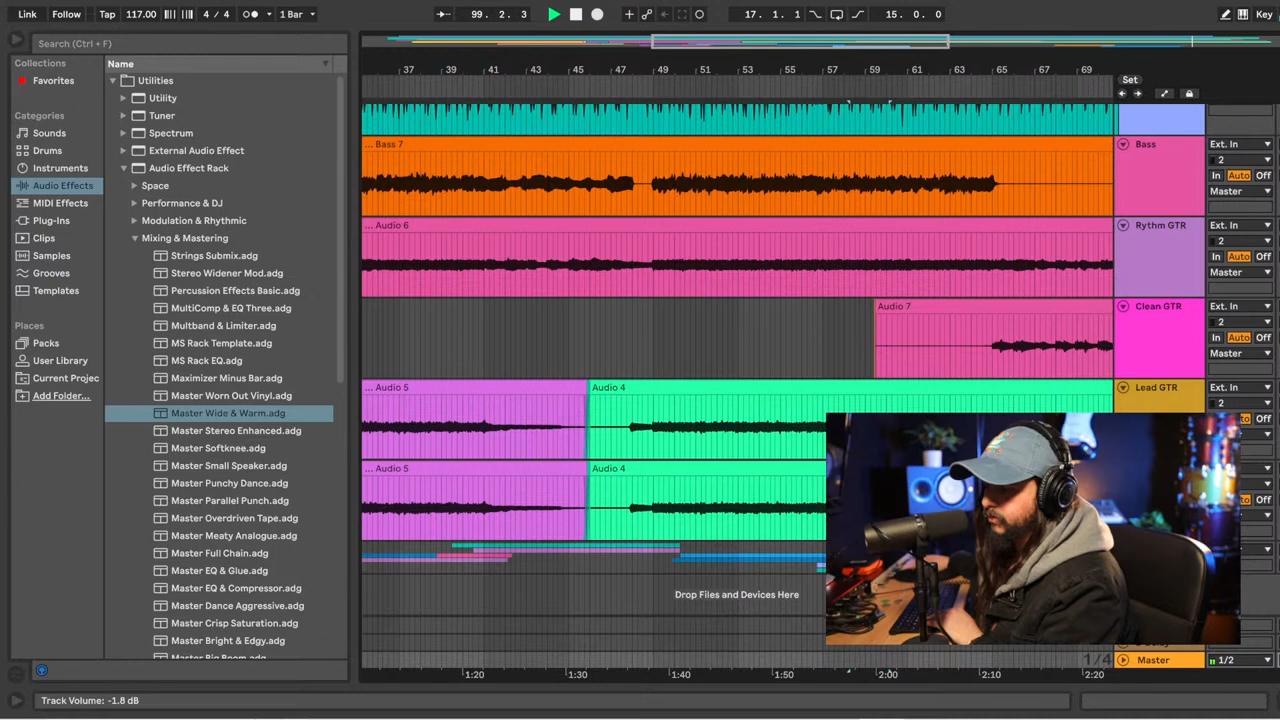 Link Follow Tap 117.00 4 / 4 1 Bar 99. 2. 3 17. 1. 1 15. 0. 0 Key
Search (Ctrl + F)
Collections
Favorites
Categories
Sounds
Drums
Instruments
Audio Effects
MIDI Effects
Plug-Ins
Clips
Samples
Grooves
Templates
Places
Packs
User Library
Current Projec
Add Folder...
Name
Utilities
Utility
Tuner
Spectrum
External Audio Effect
Audio Effect Rack
Space
Performance & DJ
Modulation & Rhythmic
Mixing & Mastering
Strings Submix.adg
Stereo Widener Mod.adg
Percussion Effects Basic.adg
MultiComp & EQ Three.adg
Multband & Limiter.adg
MS Rack Template.adg
MS Rack EQ.adg
Maximizer Minus Bar.adg
Master Worn Out Vinyl.adg
Master Wide & Warm.adg
Master Stereo Enhanced.adg
Master Softknee.adg
Master Small Speaker.adg
Master Punchy Dance.adg
Master Parallel Punch.adg
Master Overdriven Tape.adg
Master Meaty Analogue.adg
Master Full Chain.adg
Master EQ & Glue.adg
Master EQ & Compressor.adg
Master Dance Aggressive.adg
Master Crisp Saturation.adg
Master Bright & Edgy.adg
Master Big Room.adg
37 39 41 43 45 47 49 51 53 55 57 59 61 63 65 67 69
Set
... Bass 7
Bass
Ext. In
2
In Auto Off
Master
... Audio 6
Rythm GTR
Ext. In
2
In Auto Off
Master
Audio 7
Clean GTR
Ext. In
2
In Auto Off
Master
... Audio 5
Audio 4
Lead GTR
Ext. In
2
... Audio 5
Audio 4
Drop Files and Devices Here
1/4
Master
1/2
1:20 1:30 1:40 1:50 2:00 2:10 2:20
Track Volume: -1.8 dB